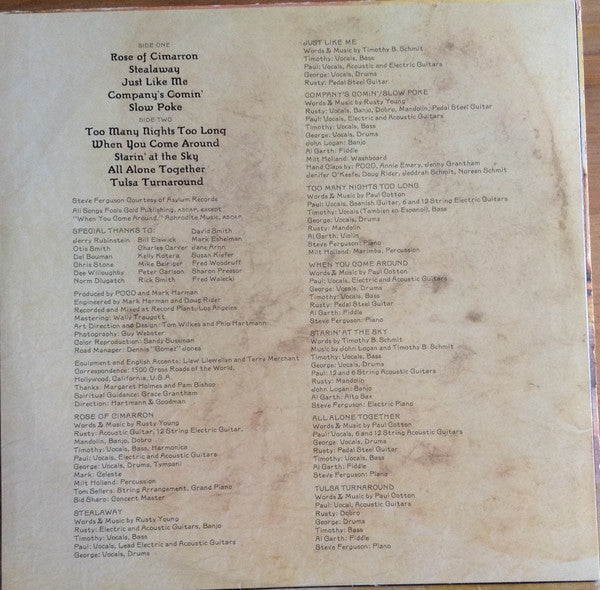 SIDE ONE
Rose of Cimarron
Stealaway
Just Like Me
Company's Comin'
Slow Poke
SIDE TWO
Too Many Nights Too Long
When You Come Around
Starin' at the Sky
All Alone Together
Tulsa Turnaround
Steve Ferguson Courtesy of Asylum Records
All Songs Fools Gold Publishing, ASCAP, except
"When You Come Around," Aphrodite Music, ASCAP
SPECIAL THANKS TO: David Smith
Jerry Rubinstein Bill Elswick Mark Eshelman
Otis Smith Charles Carver Jene Aron
Del Bouman Kelly Kotera Susan Kiefer
Chris Stone Mike Beiriger Fred Woodruff
Dee Willoughby Peter Carlson Sharon Pressor
Norm Dlugatch Rick Smith Fred Walecki
Produced by POCO and Mark Harman
Engineered by Mark Harman and Doug Rider
Recorded and Mixed at Record Plant, Los Angeles
Mastering: Wally Traugott
Art Direction and Design: Tom Wilkes and Phlo Hartmann
Photography: Guy Webster
Color Reproduction: Sandy Gussman
Road Manager: Dennis "Gomez" Jones
Equipment and English Accents: Llew Llewellyn and Terry Merchant
Correspondence: 1500 Gross Roads of the World,
Hollywood, California, U.S.A.
Thanks: Margaret Holmes and Pam Bishop
Spiritual Guidance: Grace Grantham
Direction: Hartmann & Goodman
ROSE OF CIMARRON
Words & Music by Rusty Young
Rusty: Acoustic Guitar, 12 String Electric Guitar,
Mandolin, Banjo, Dobro
Timothy: Vocals, Bass, Harmonica
Paul: Vocals, Electric and Acoustic Guitars
George: Vocals, Drums, Tympani
Mark: Celeste
Milt Holland: Percussion
Tom Sellers: String Arrangement, Grand Piano
Sid Sharp: Concert Master
STEALAWAY
Words & Music by Rusty Young
Rusty: Electric and Acoustic Guitars, Banjo
Timothy: Vocals, Bass
Paul: Vocals, Lead Electric and Acoustic Guitars
George: Vocals, Drums
JUST LIKE ME
Words & Music by Timothy B. Schmit
Timothy: Vocals, Bass
Paul: Vocals, Acoustic and Electric Guitars
George: Vocals, Drums
Rusty: Pedal Steel Guitar
COMPANY'S COMIN'/SLOW POKE
Words & Music by Rusty Young
Rusty: Vocals, Banjo, Dobro, Mandolin, Pedal Steel Guitar
Paul: Vocals, Electric and Acoustic Guitars
Timothy: Vocals, Bass
George: Vocals, Drums
John Logan: Banjo
Al Garth: Fiddle
Milt Holland: Washboard
Hand Claps by: POCO, Annie Emery, Jenny Grantham
Jenifer O'Keefe, Doug Rider, Jleddrah Schmit, Noreen Schmit
TOO MANY NIGHTS TOO LONG
Words & Music by Paul Cotton
Paul: Vocals, Spanish Guitar, 6 and 12 String Electric Guitars
Timothy: Vocals (Tambien en Espanol), Bass
George: Vocals, Drums
Rusty: Mandolin
Al Garth: Violin
Steve Ferguson: Piano
Milt Holland: Marimba, Percussion
WHEN YOU COME AROUND
Words & Music by Paul Cotton
Paul: Vocals, Electric and Acoustic Guitars
Timothy: Vocals, Bass
George: Vocals, Drums
Rusty: Pedal Steel Guitar
Al Garth: Fiddle
Steve Ferguson: Piano
STARIN' AT THE SKY
Words by Timothy B. Schmit
Music by John Logan and Timothy B. Schmit
Timothy: Vocals, Bass
George: Vocals, Drums
Paul: 12 and 6 String Acoustic Guitars
Rusty: Mandolin
John Logan: Banjo
Al Garth: Alto Sax
Steve Ferguson: Electric Piano
ALL ALONE TOGETHER
Words & Music by Paul Cotton
Paul: Vocals, 6 and 12 String Acoustic Guitars
George: Vocals, Drums
Rusty: Pedal Steel Guitar
Timothy: Vocals, Bass
Al Garth: Fiddle
Steve Ferguson: Piano
TULSA TURNAROUND
Words & Music by Paul Cotton
Paul: Vocal, Acoustic Guitars
Rusty: Dobro
George: Drums
Timothy: Bass
Al Garth: Fiddle
Steve Ferguson: Piano